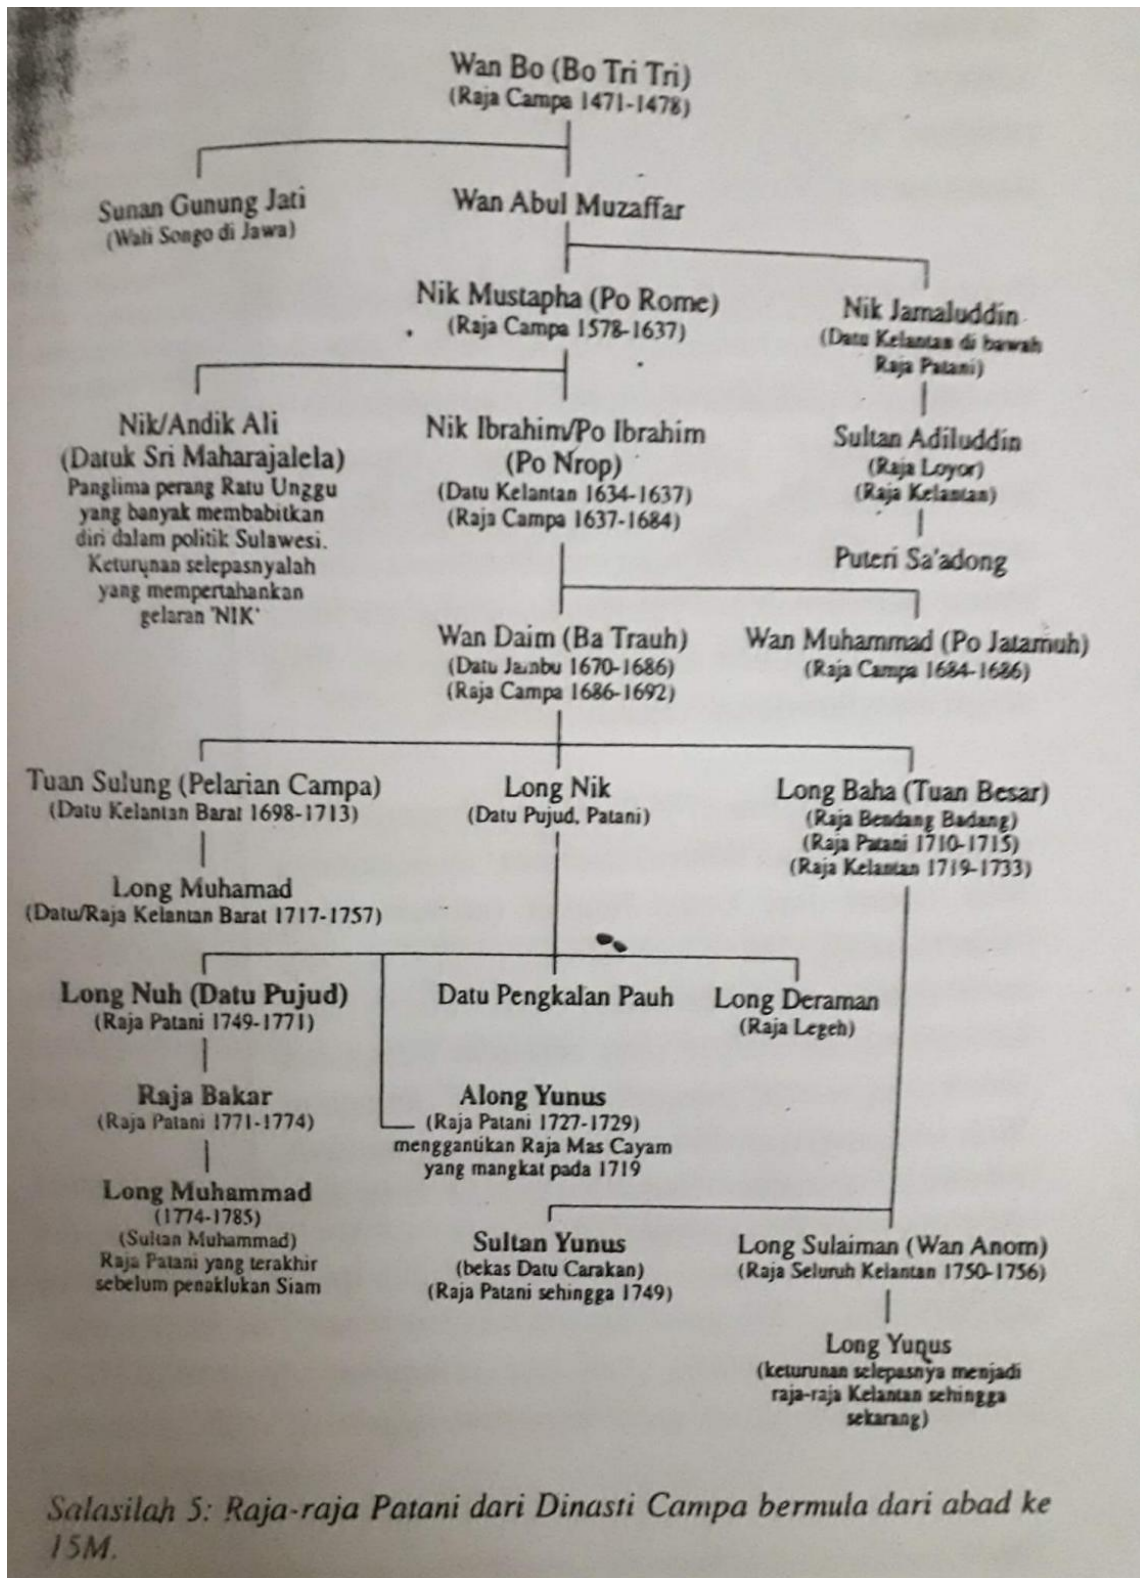 Wan Bo (Bo Tri Tri)
(Raja Campa 1471-1478)
Sunan Gunung Jati
(Wali Songo di Jawa)
Wan Abul Muzaffar
Nik Mustapha (Po Rome)
(Raja Campa 1578-1637)
Nik Jamaluddin
(Datu Kelantan di bawah
Raja Patani)
Nik/Andik Ali
(Datuk Sri Maharajalela)
Panglima perang Ratu Unggu
yang banyak membabitkan
diri dalam politik Sulawesi.
Keturunan selepasnyalah
yang mempertahankan
gelaran 'NIK'
Nik Ibrahim/Po Ibrahim
(Po Nrop)
(Datu Kelantan 1634-1637)
(Raja Campa 1637-1684)
Sultan Adiluddin
(Raja Loyor)
(Raja Kelantan)
Puteri Sa'adong
Wan Daim (Ba Trauh)
(Datu Jambu 1670-1686)
(Raja Campa 1686-1692)
Wan Muhammad (Po Jatamuh)
(Raja Campa 1684-1686)
Tuan Sulung (Pelarian Campa)
(Datu Kelantan Barat 1698-1713)
Long Nik
(Datu Pujud, Patani)
Long Baha (Tuan Besar)
(Raja Bendang Badang)
(Raja Patani 1710-1715)
(Raja Kelantan 1719-1733)
Long Muhamad
(Datu/Raja Kelantan Barat 1717-1757)
Long Nuh (Datu Pujud)
(Raja Patani 1749-1771)
Datu Pengkalan Pauh
Long Deraman
(Raja Legeh)
Raja Bakar
(Raja Patani 1771-1774)
Along Yunus
(Raja Patani 1727-1729)
menggantikan Raja Mas Cayam
yang mangkat pada 1719
Long Muhammad
(1774-1785)
(Sultan Muhammad)
Raja Patani yang terakhir
sebelum penaklukan Siam
Sultan Yunus
(bekas Datu Carakan)
(Raja Patani sehingga 1749)
Long Sulaiman (Wan Anom)
(Raja Seluruh Kelantan 1750-1756)
Long Yunus
(keturunan selepasnya menjadi
raja-raja Kelantan sehingga
sekarang)
Salasilah 5: Raja-raja Patani dari Dinasti Campa bermula dari abad ke
15M.